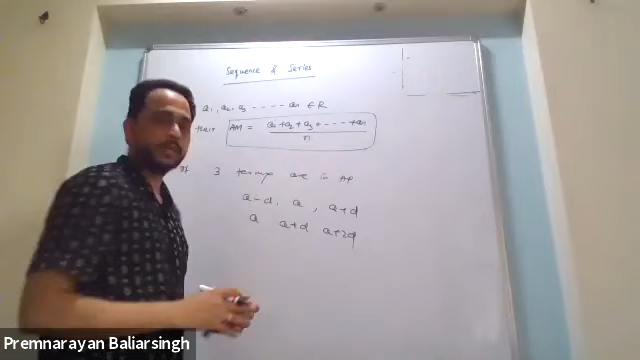 Sequence & Series
a₁, a₂, a₃ ..... aₙ ∈ R
their AM = a₁+a₂+a₃+.....+aₙ / n
If 3 terms are in AP
a-d, a, a+d
a a+d a+2d
Premnarayan Baliarsingh